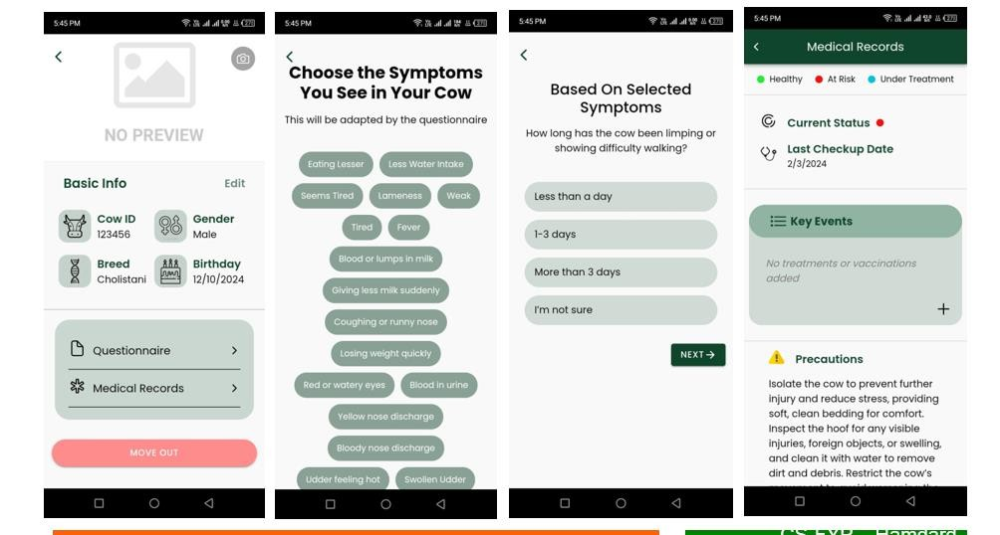 5:45 PM
NO PREVIEW
Basic Info
Edit
Cow ID
123456
Gender
Male
Breed
Cholistani
Birthday
12/10/2024
Questionnaire
Medical Records
MOVE OUT
5:45 PM
Choose the Symptoms
You See in Your Cow
This will be adapted by the questionnaire
Eating Lesser
Less Water Intake
Seems Tired
Lameness
Weak
Tired
Fever
Blood or lumps in milk
Giving less milk suddenly
Coughing or runny nose
Losing weight quickly
Red or watery eyes
Blood in urine
Yellow nose discharge
Bloody nose discharge
Udder feeling hot
Swollen Udder
5:45 PM
Based On Selected
Symptoms
How long has the cow been limping or
showing difficulty walking?
Less than a day
1-3 days
More than 3 days
I'm not sure
NEXT
5:45 PM
Medical Records
Healthy
At Risk
Under Treatment
Current Status
Last Checkup Date
2/3/2024
Key Events
No treatments or vaccinations
added
Precautions
Isolate the cow to prevent further
injury and reduce stress, providing
soft, clean bedding for comfort.
Inspect the hoof for any visible
injuries, foreign objects, or swelling,
and clean it with water to remove
dirt and debris. Restrict the cow's